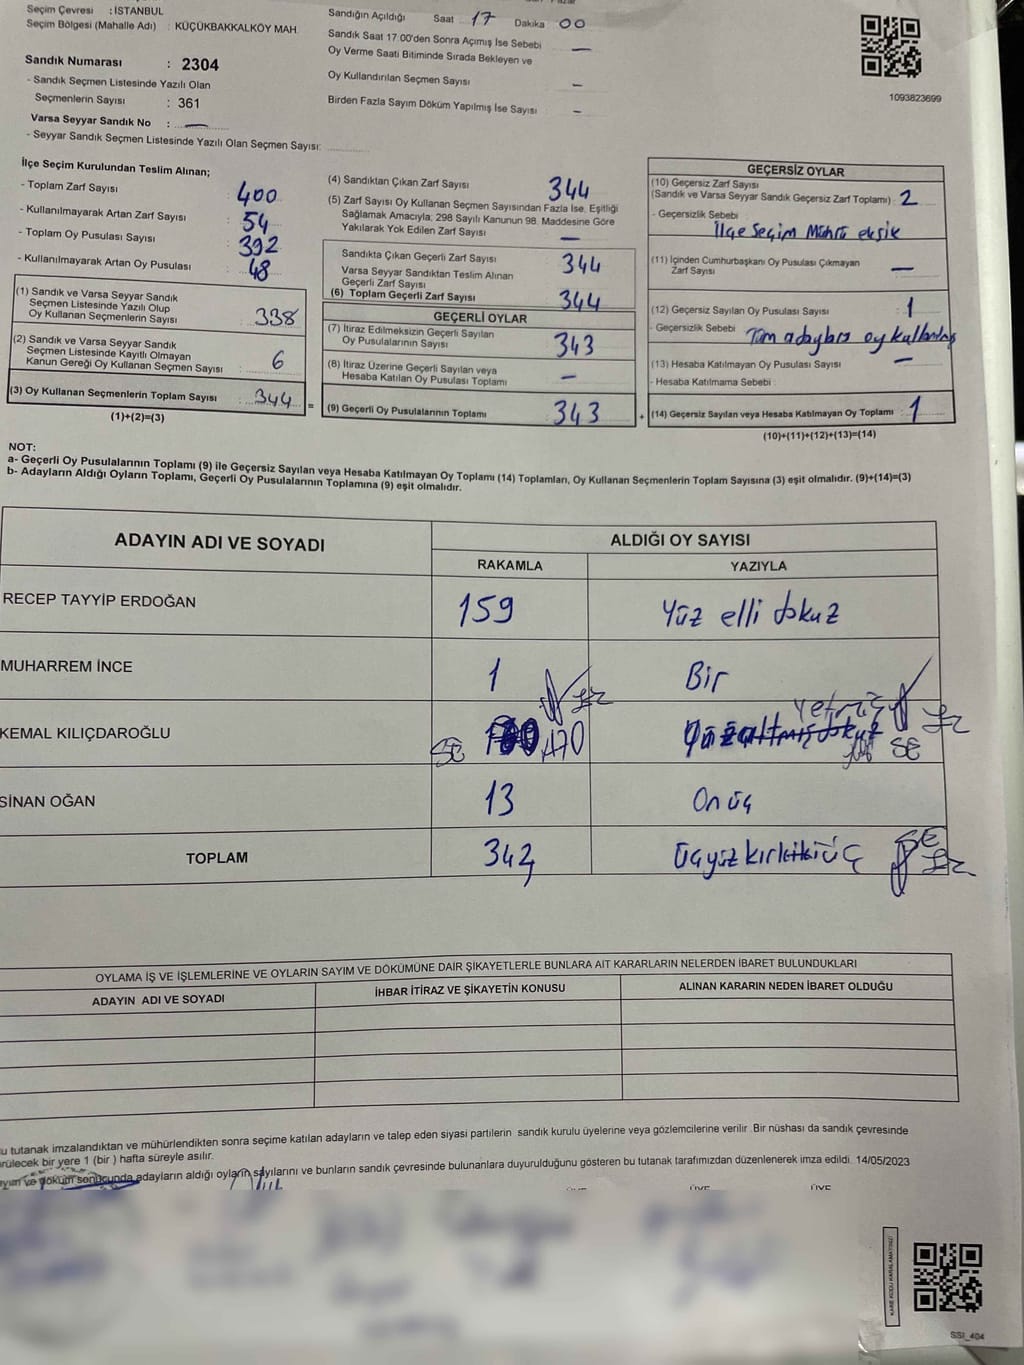 Seçim Çevresi : İSTANBUL
Seçim Bölgesi (Mahalle Adı) : KÜÇÜKBAKKALKÖY MAH.
Sandık Numarası : 2304
- Sandık Seçmen Listesinde Yazılı Olan
Seçmenlerin Sayısı : 361
Varsa Seyyar Sandık No : —
- Seyyar Sandık Seçmen Listesinde Yazılı Olan Seçmen Sayısı:
Sandığın Açıldığı Saat 17 Dakika 00
Sandık Saat 17.00'den Sonra Açımış İse Sebebi —
Oy Verme Saati Bitiminde Sırada Bekleyen ve
Oy Kullandırılan Seçmen Sayısı —
Birden Fazla Sayım Döküm Yapılmış İse Sayısı —
1093823699
İlçe Seçim Kurulundan Teslim Alınan;
- Toplam Zarf Sayısı : 400
- Kullanılmayarak Artan Zarf Sayısı : 54
- Toplam Oy Pusulası Sayısı : 392
- Kullanılmayarak Artan Oy Pusulası : 48
(1) Sandık ve Varsa Seyyar Sandık
Seçmen Listesinde Yazılı Olup
Oy Kullanan Seçmenlerin Sayısı : 338
(2) Sandık ve Varsa Seyyar Sandık
Seçmen Listesinde Kayıtlı Olmayan
Kanun Gereği Oy Kullanan Seçmen Sayısı : 6
(3) Oy Kullanan Seçmenlerin Toplam Sayısı : 344 =
(1)+(2)=(3)
(4) Sandıktan Çıkan Zarf Sayısı 344
(5) Zarf Sayısı Oy Kullanan Seçmen Sayısından Fazla İse, Eşitliği
Sağlamak Amacıyla; 298 Sayılı Kanunun 98. Maddesine Göre
Yakılarak Yok Edilen Zarf Sayısı —
Sandıkta Çıkan Geçerli Zarf Sayısı 344
Varsa Seyyar Sandıktan Teslim Alınan
Geçerli Zarf Sayısı
(6) Toplam Geçerli Zarf Sayısı 344
GEÇERLİ OYLAR
(7) İtiraz Edilmeksizin Geçerli Sayılan
Oy Pusulalarının Sayısı 343
(8) İtiraz Üzerine Geçerli Sayılan veya
Hesaba Katılan Oy Pusulası Toplamı —
(9) Geçerli Oy Pusulalarının Toplamı 343 +
GEÇERSİZ OYLAR
(10) Geçersiz Zarf Sayısı
(Sandık ve Varsa Seyyar Sandık Geçersiz Zarf Toplamı) : 2
- Geçersizlik Sebebi
İlçe Seçim Mührü eksik
(11) İçinden Cumhurbaşkanı Oy Pusulası Çıkmayan
Zarf Sayısı —
(12) Geçersiz Sayılan Oy Pusulası Sayısı : 1
- Geçersizlik Sebebi Tüm adaylara oy kullanılmış
(13) Hesaba Katılmayan Oy Pusulası Sayısı : —
- Hesaba Katılmama Sebebi :
(14) Geçersiz Sayılan veya Hesaba Katılmayan Oy Toplamı : 1
(10)+(11)+(12)+(13)=(14)
NOT:
a- Geçerli Oy Pusulalarının Toplamı (9) ile Geçersiz Sayılan veya Hesaba Katılmayan Oy Toplamı (14) Toplamları, Oy Kullanan Seçmenlerin Toplam Sayısına (3) eşit olmalıdır. (9)+(14)=(3)
b- Adayların Aldığı Oyların Toplamı, Geçerli Oy Pusulalarının Toplamına (9) eşit olmalıdır.
ADAYIN ADI VE SOYADI ALDIĞI OY SAYISI
RAKAMLA YAZIYLA
RECEP TAYYİP ERDOĞAN 159 Yüz elli dokuz
MUHARREM İNCE 1 Bir
KEMAL KILIÇDAROĞLU SE 170 SE
SİNAN OĞAN 13 Onüç
TOPLAM 343 SE
OYLAMA İŞ VE İŞLEMLERİNE VE OYLARIN SAYIM VE DÖKÜMÜNE DAİR ŞİKAYETLERLE BUNLARA AİT KARARLARIN NELERDEN İBARET BULUNDUKLARI
ADAYIN ADI VE SOYADI İHBAR İTİRAZ VE ŞİKAYETİN KONUSU ALINAN KARARIN NEDEN İBARET OLDUĞU
u tutanak imzalandıktan ve mühürlendikten sonra seçime katılan adayların ve talep eden siyasi partilerin sandık kurulu üyelerine veya gözlemcilerine verilir. Bir nüshası da sandık çevresinde
rülecek bir yere 1 (bir) hafta süreyle asılır.
ayım ve döküm sonucunda adayların aldığı oyların sayılarını ve bunların sandık çevresinde bulunanlara duyurulduğunu gösteren bu tutanak tarafımızdan düzenlenerek imza edildi. 14/05/2023
ÜYE ÜYE ÜYE
KARE KODU KARALAMAYINIZ!
SSI_404